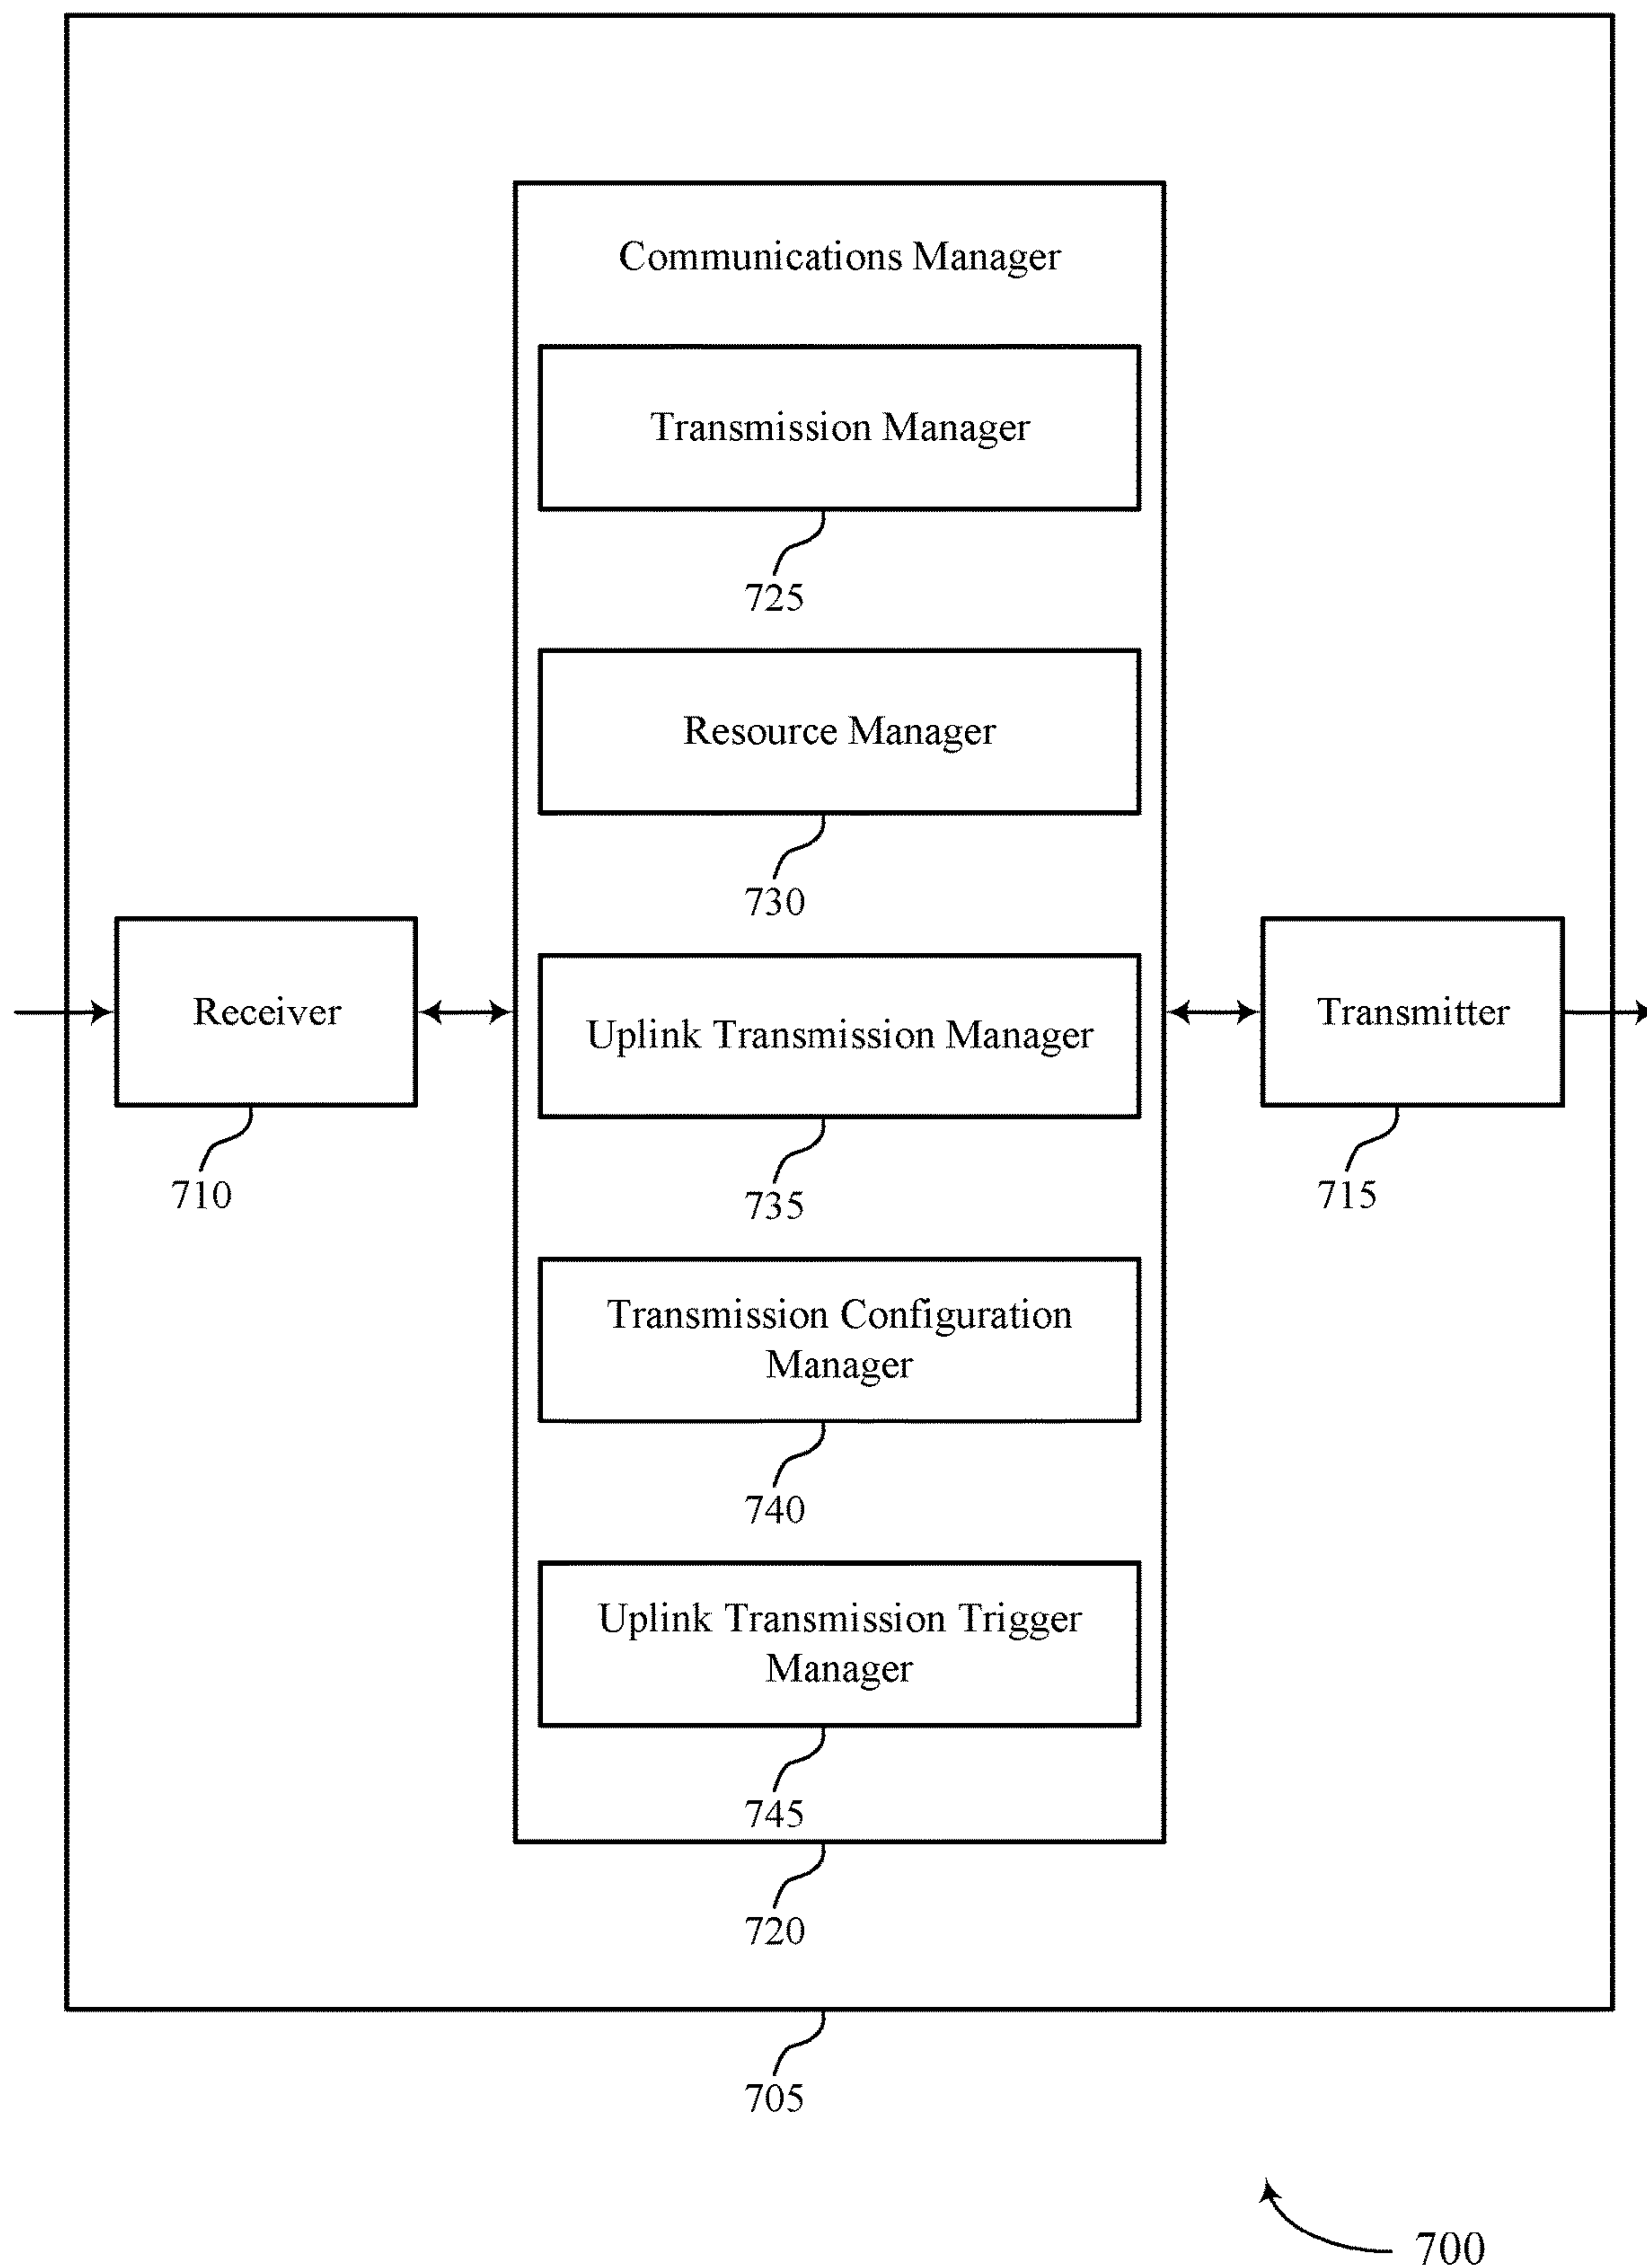 Communications Manager
Transmission Manager
725
Resource Manager
730
Receiver
710
Uplink Transmission Manager
735
Transmitter
715
Transmission Configuration
Manager
740
Uplink Transmission Trigger
Manager
745
720
705
700